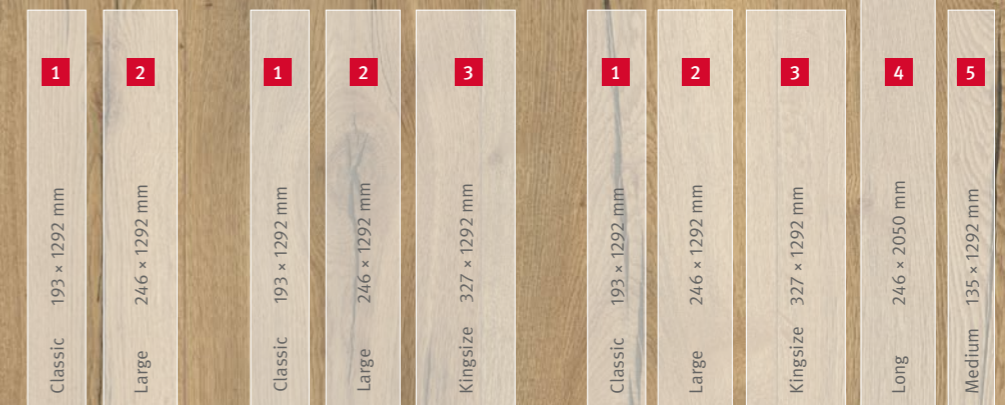 1
Classic 193 × 1292 mm
2
Large 246 × 1292 mm
1
Classic 193 × 1292 mm
2
Large 246 × 1292 mm
3
Kingsize 327 × 1292 mm
1
Classic 193 × 1292 mm
2
Large 246 × 1292 mm
3
Kingsize 327 × 1292 mm
4
Long 246 × 2050 mm
5
Medium 135 × 1292 mm